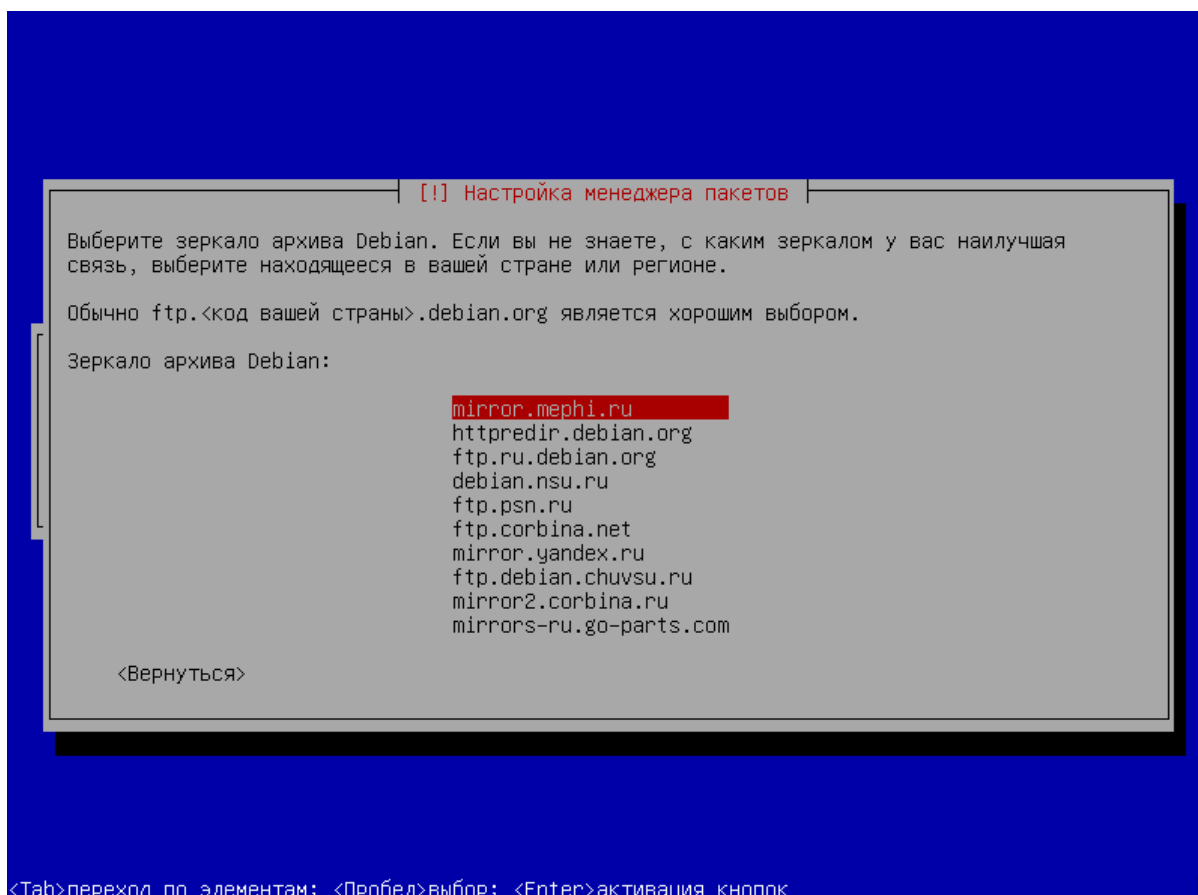 [!] Настройка менеджера пакетов
Выберите зеркало архива Debian. Если вы не знаете, с каким зеркалом у вас наилучшая
связь, выберите находящееся в вашей стране или регионе.
Обычно ftp.<код вашей страны>.debian.org является хорошим выбором.
Зеркало архива Debian:
mirror.mephi.ru
httpredir.debian.org
ftp.ru.debian.org
debian.nsu.ru
ftp.psn.ru
ftp.corbina.net
mirror.yandex.ru
ftp.debian.chuvsu.ru
mirror2.corbina.ru
mirrors-ru.go-parts.com
<Вернуться>
<Tab>переход по элементам; <Пробел>выбор; <Enter>активация кнопок